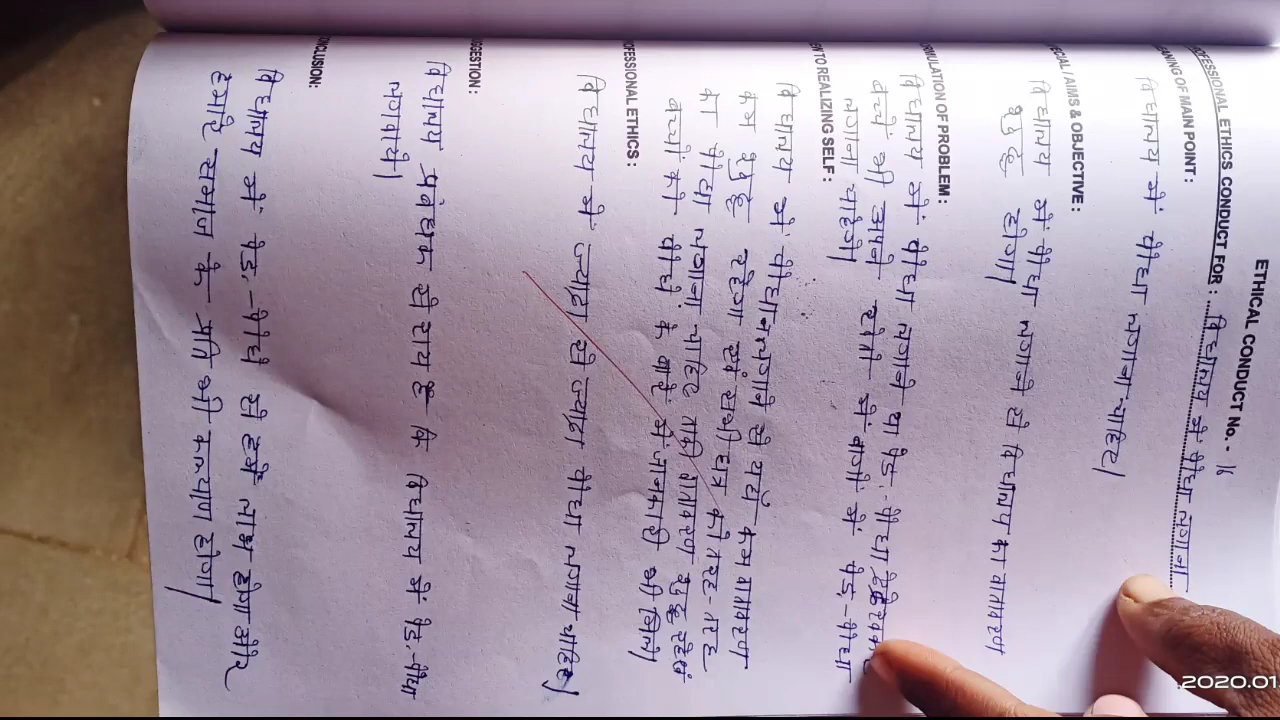 ETHICAL CONDUCT No. - 16
PROFESSIONAL ETHICS CONDUCT FOR : विद्यालय में पौधा लगाना
MEANING OF MAIN POINT :
विद्यालय में पौधा लगाना चाहिए।
SPECIAL / AIMS & OBJECTIVE :
विद्यालय में पौधा लगाने से विद्यालय का वातावरण
शुद्ध होगा।
FORMULATION OF PROBLEM :
विद्यालय में पौधा लगाने या पेड़-पौधा देखकर
बच्चे भी अपने खेतो में बागो में पेड़-पौधा
लगाना चाहेंगे।
TO REALIZING SELF :
विद्यालय में पौधा लगाने से यहाँ का वातावरण
शुद्ध रहेगा एवं सभी छात्र को तरह-तरह
का पौधा लगाना चाहिए ताकी वातावरण शुद्ध रहे एवं
बच्चों को पौधों के बारे में जानकारी भी मिले।
PROFESSIONAL ETHICS :
विद्यालय में ज्यादा से ज्यादा पौधा लगाना चाहिए।
SUGGESTION :
विद्यालय प्रबंधक से राय है कि विद्यालय में पेड़-पौधा
लगवाये।
CONCLUSION:
विद्यालय में पेड़-पौधे से हमें लाभ होगा और
हमारे समाज के प्रति भी कल्याण होगा।
2020.01